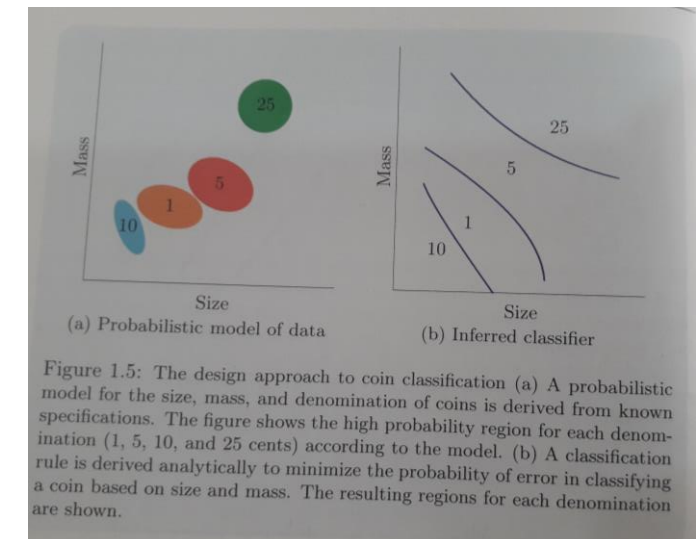 25
5
1
10
Mass
Size
(a) Probabilistic model of data
25
5
1
10
Mass
Size
(b) Inferred classifier
Figure 1.5: The design approach to coin classification (a) A probabilistic
model for the size, mass, and denomination of coins is derived from known
specifications. The figure shows the high probability region for each denom-
ination (1, 5, 10, and 25 cents) according to the model. (b) A classification
rule is derived analytically to minimize the probability of error in classifying
a coin based on size and mass. The resulting regions for each denomination
are shown.